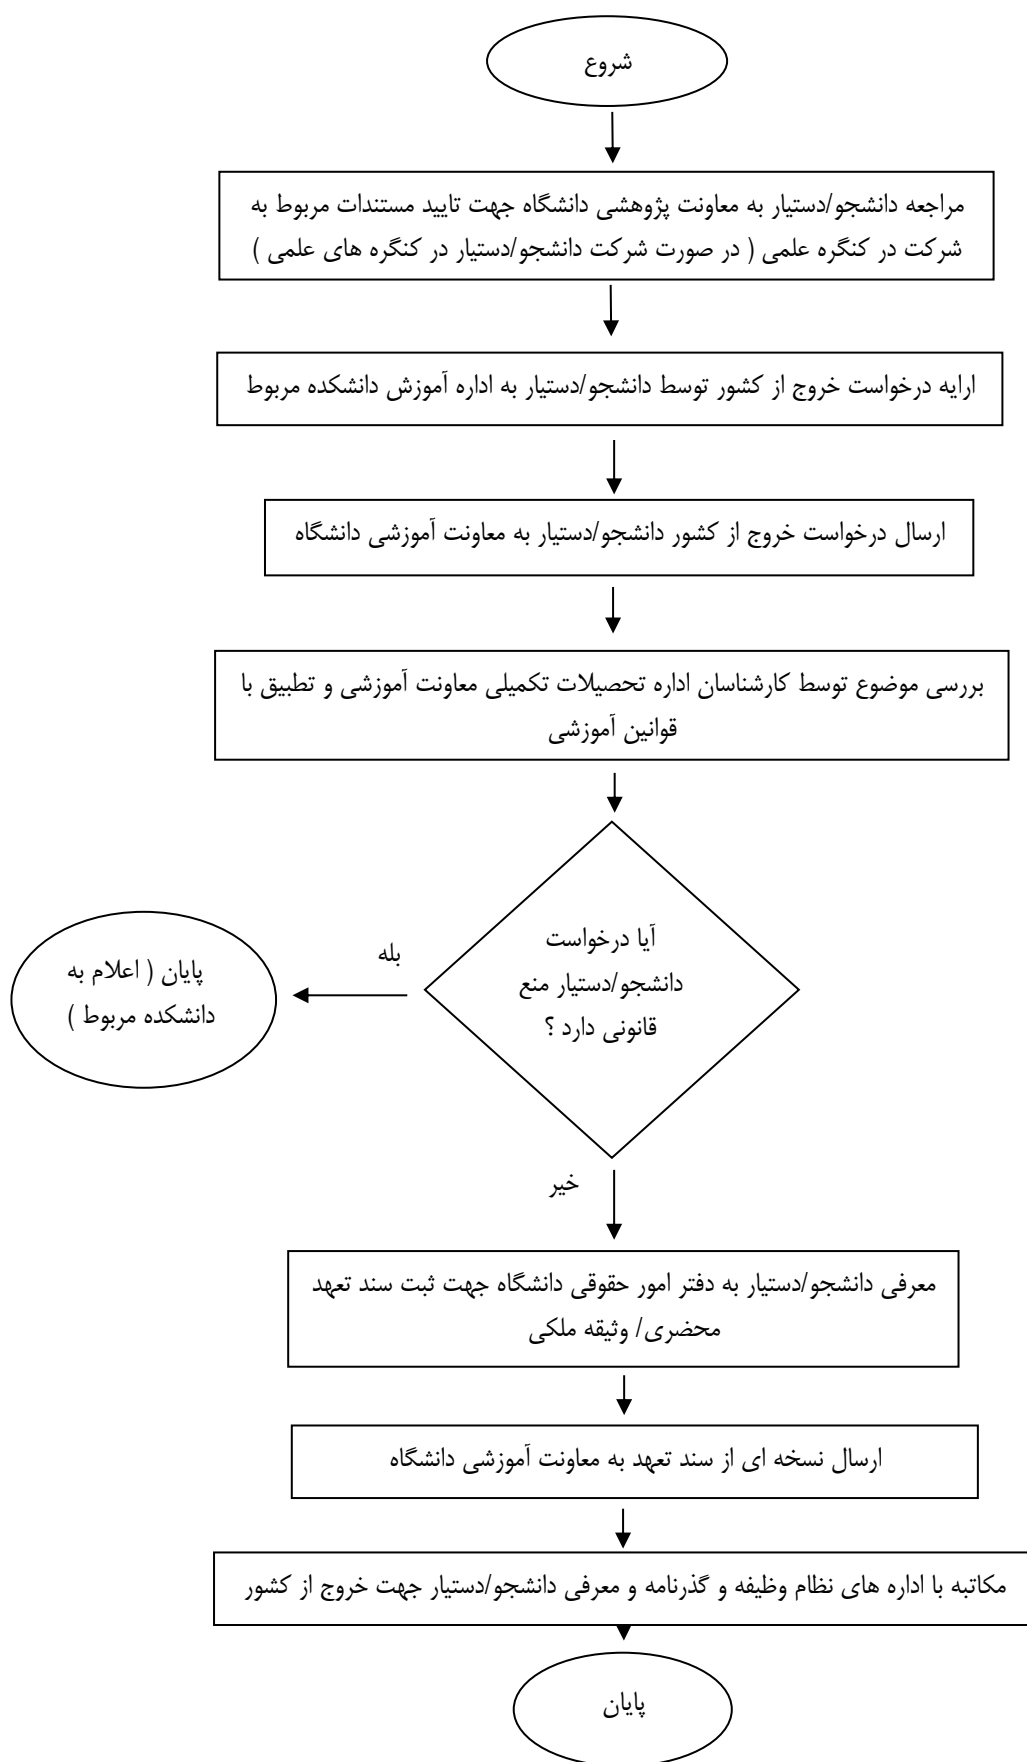 شروع
مراجعه دانشجو/دستیار به معاونت پژوهشی دانشگاه جهت تایید مستندات مربوط به
شرکت در کنگره علمی ( در صورت شرکت دانشجو/دستیار در کنگره های علمی )
ارایه درخواست خروج از کشور توسط دانشجو/دستیار به اداره آموزش دانشکده مربوط
ارسال درخواست خروج از کشور دانشجو/دستیار به معاونت آموزشی دانشگاه
بررسی موضوع توسط کارشناسان اداره تحصیلات تکمیلی معاونت آموزشی و تطبیق با
قوانین آموزشی
آیا درخواست
دانشجو/دستیار منع
قانونی دارد ؟
بله
پایان ( اعلام به
دانشکده مربوط )
خیر
معرفی دانشجو/دستیار به دفتر امور حقوقی دانشگاه جهت ثبت سند تعهد
محضری/ وثیقه ملکی
ارسال نسخه ای از سند تعهد به معاونت آموزشی دانشگاه
مکاتبه با اداره های نظام وظیفه و گذرنامه و معرفی دانشجو/دستیار جهت خروج از کشور
پایان